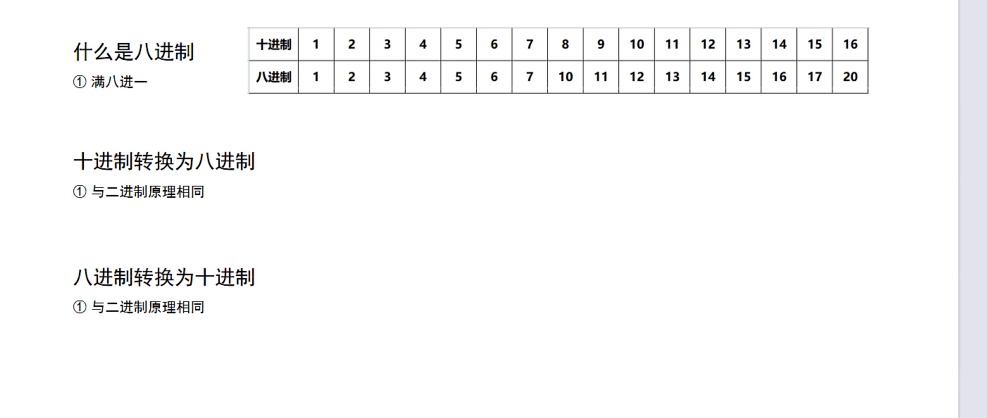 什么是八进制
① 满八进一
十进制 1 2 3 4 5 6 7 8 9 10 11 12 13 14 15 16
八进制 1 2 3 4 5 6 7 10 11 12 13 14 15 16 17 20
十进制转换为八进制
① 与二进制原理相同
八进制转换为十进制
① 与二进制原理相同